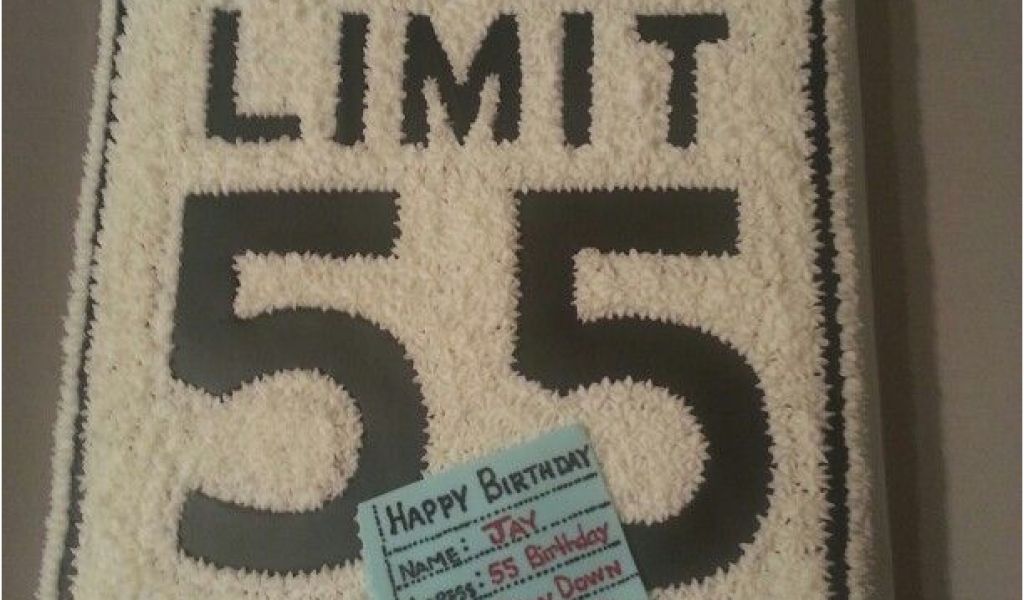 LIMIT
55
HAPPY BIRTHDAY
NAME: JAY
55 Birthday
DOWN